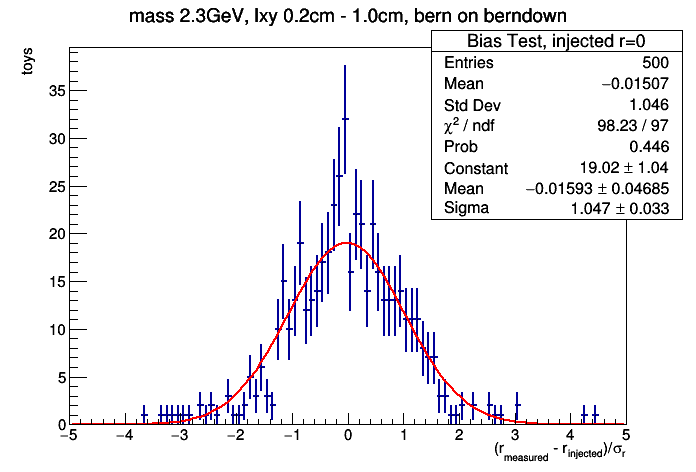 mass 2.3GeV, lxy 0.2cm - 1.0cm, bern on berndown
Bias Test, injected r=0
Entries 500
Mean −0.01507
Std Dev 1.046
χ² / ndf 98.23 / 97
Prob 0.446
Constant 19.02 ± 1.04
Mean −0.01593 ± 0.04685
Sigma 1.047 ± 0.033
toys
35
30
25
20
15
10
5
0
−5 −4 −3 −2 −1 0 1 2 3 4 5
(r_measured - r_injected)/σ_r